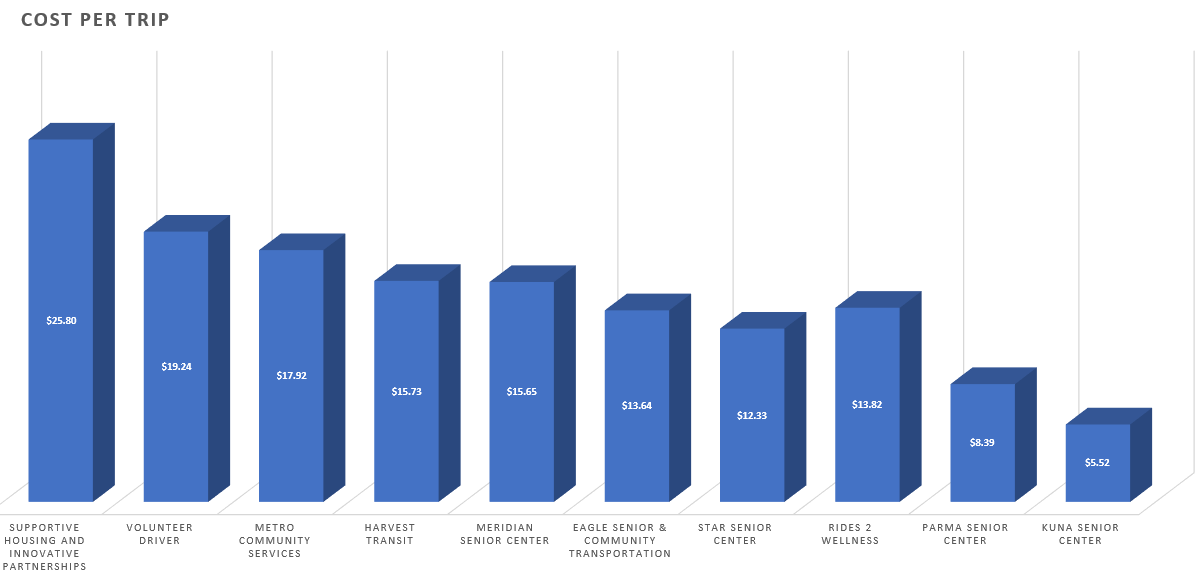 COST PER TRIP
$25.80
$19.24
$17.92
$15.73
$15.65
$13.64
$12.33
$13.82
$8.39
$5.52
SUPPORTIVE
HOUSING AND
INNOVATIVE
PARTNERSHIPS
VOLUNTEER
DRIVER
METRO
COMMUNITY
SERVICES
HARVEST
TRANSIT
MERIDIAN
SENIOR CENTER
EAGLE SENIOR &
COMMUNITY
TRANSPORTATION
STAR SENIOR
CENTER
RIDES 2
WELLNESS
PARMA SENIOR
CENTER
KUNA SENIOR
CENTER